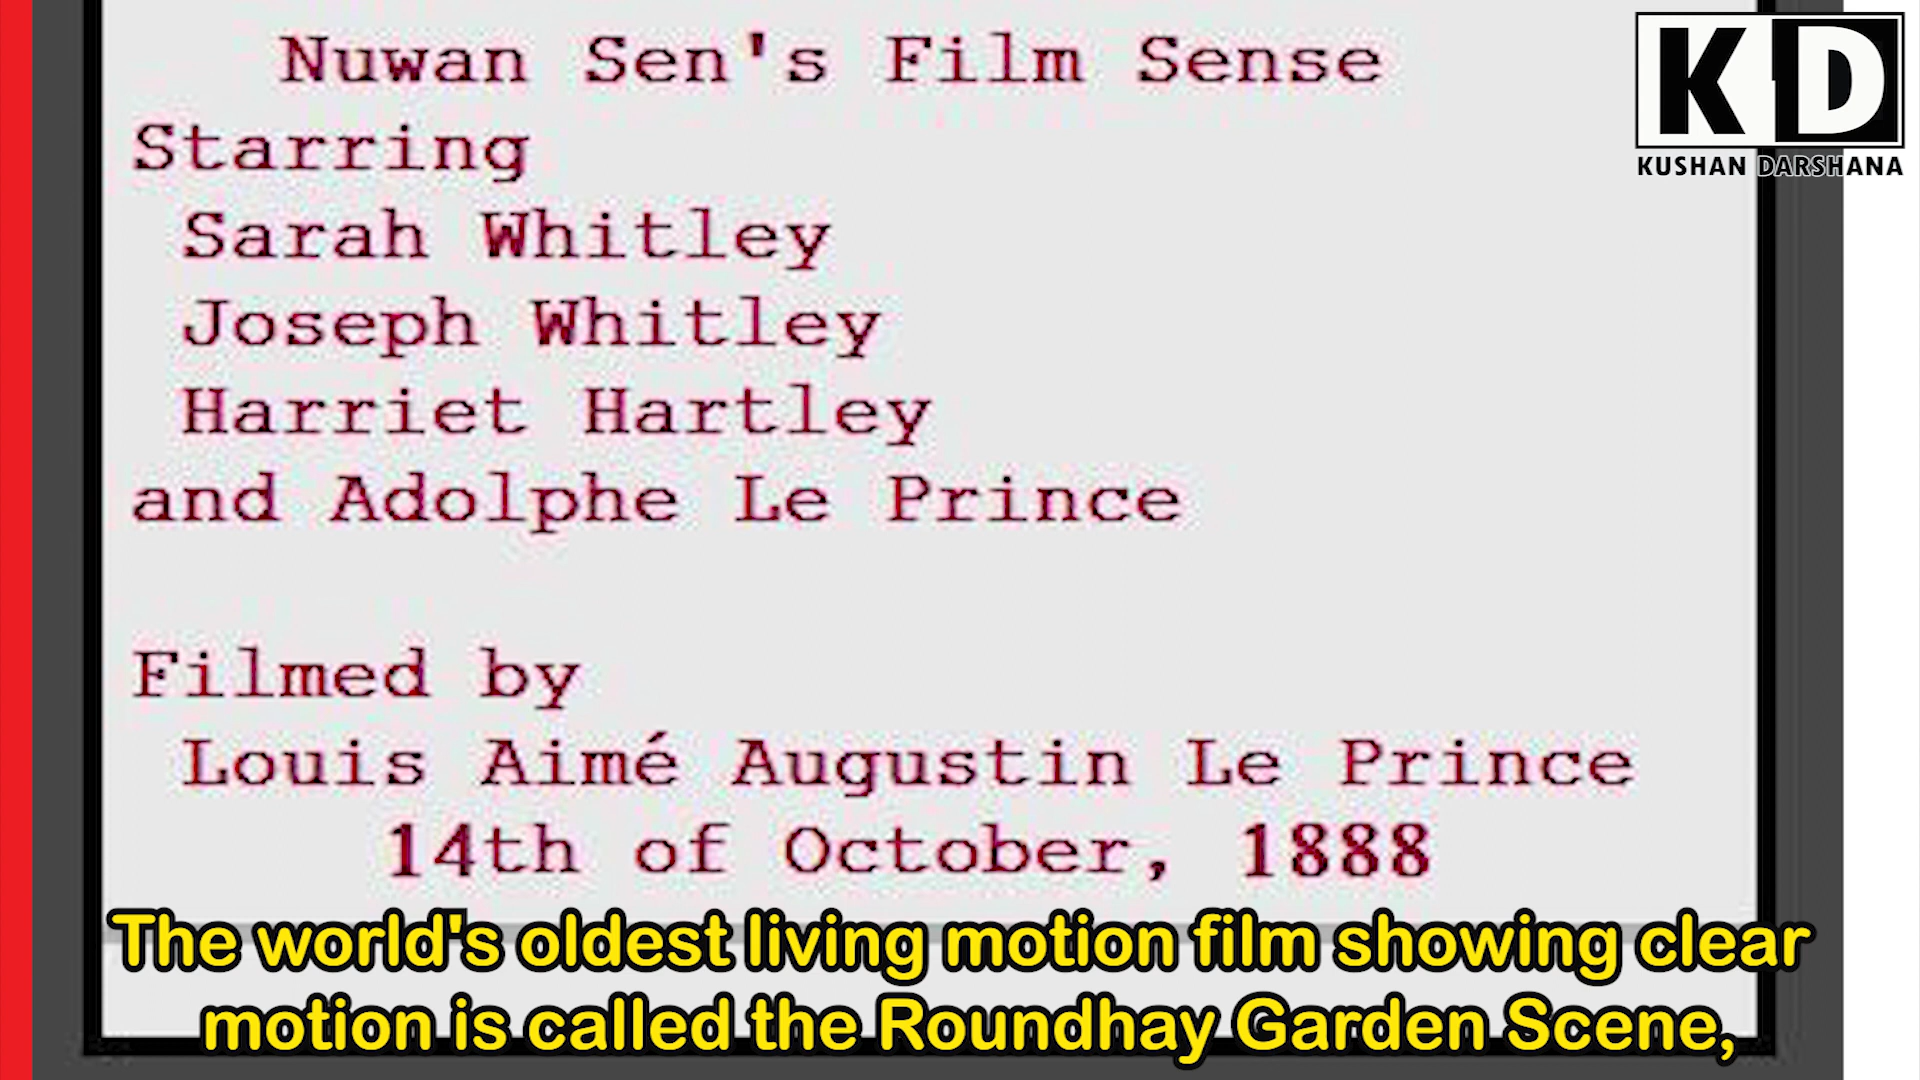 Nuwan Sen's Film Sense
Starring
Sarah Whitley
Joseph Whitley
Harriet Hartley
and Adolphe Le Prince
Filmed by
Louis Aimé Augustin Le Prince
14th of October, 1888
KD
KUSHAN DARSHANA
The world's oldest living motion film showing clear
motion is called the Roundhay Garden Scene,